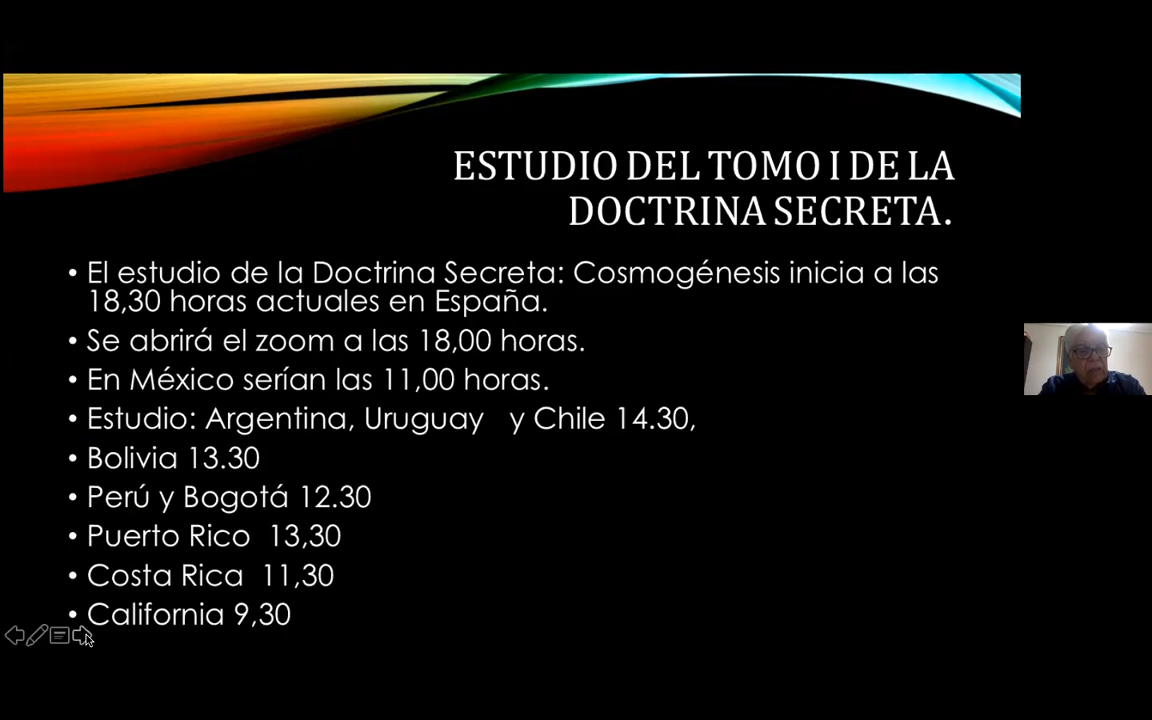 ESTUDIO DEL TOMO I DE LA
DOCTRINA SECRETA.
• El estudio de la Doctrina Secreta: Cosmogénesis inicia a las
18,30 horas actuales en España.
• Se abrirá el zoom a las 18,00 horas.
• En México serían las 11,00 horas.
• Estudio: Argentina, Uruguay y Chile 14.30,
• Bolivia 13.30
• Perú y Bogotá 12.30
• Puerto Rico 13,30
• Costa Rica 11,30
• California 9,30